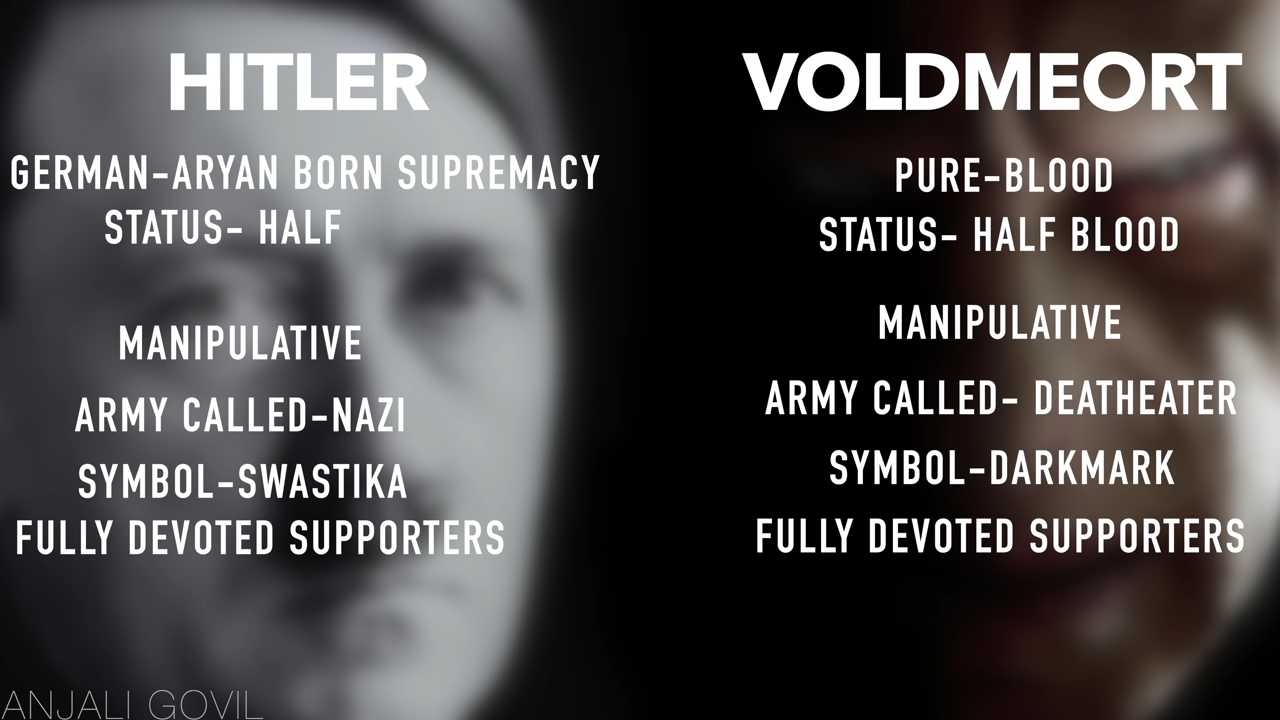 HITLER
GERMAN-ARYAN BORN SUPREMACY
STATUS- HALF
MANIPULATIVE
ARMY CALLED-NAZI
SYMBOL-SWASTIKA
FULLY DEVOTED SUPPORTERS
VOLDMEORT
PURE-BLOOD
STATUS- HALF BLOOD
MANIPULATIVE
ARMY CALLED- DEATHEATER
SYMBOL-DARKMARK
FULLY DEVOTED SUPPORTERS
ANJALI GOVIL